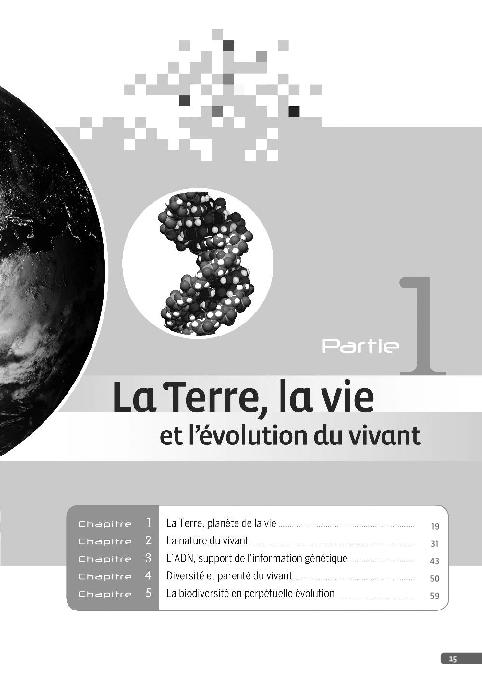 Partie 1
La Terre, la vie
et l'évolution du vivant
Chapitre 1 La Terre, planète de la vie 19
Chapitre 2 La nature du vivant 31
Chapitre 3 L'ADN, support de l'information génétique 43
Chapitre 4 Diversité et parenté du vivant 50
Chapitre 5 La biodiversité en perpétuelle évolution 59
15